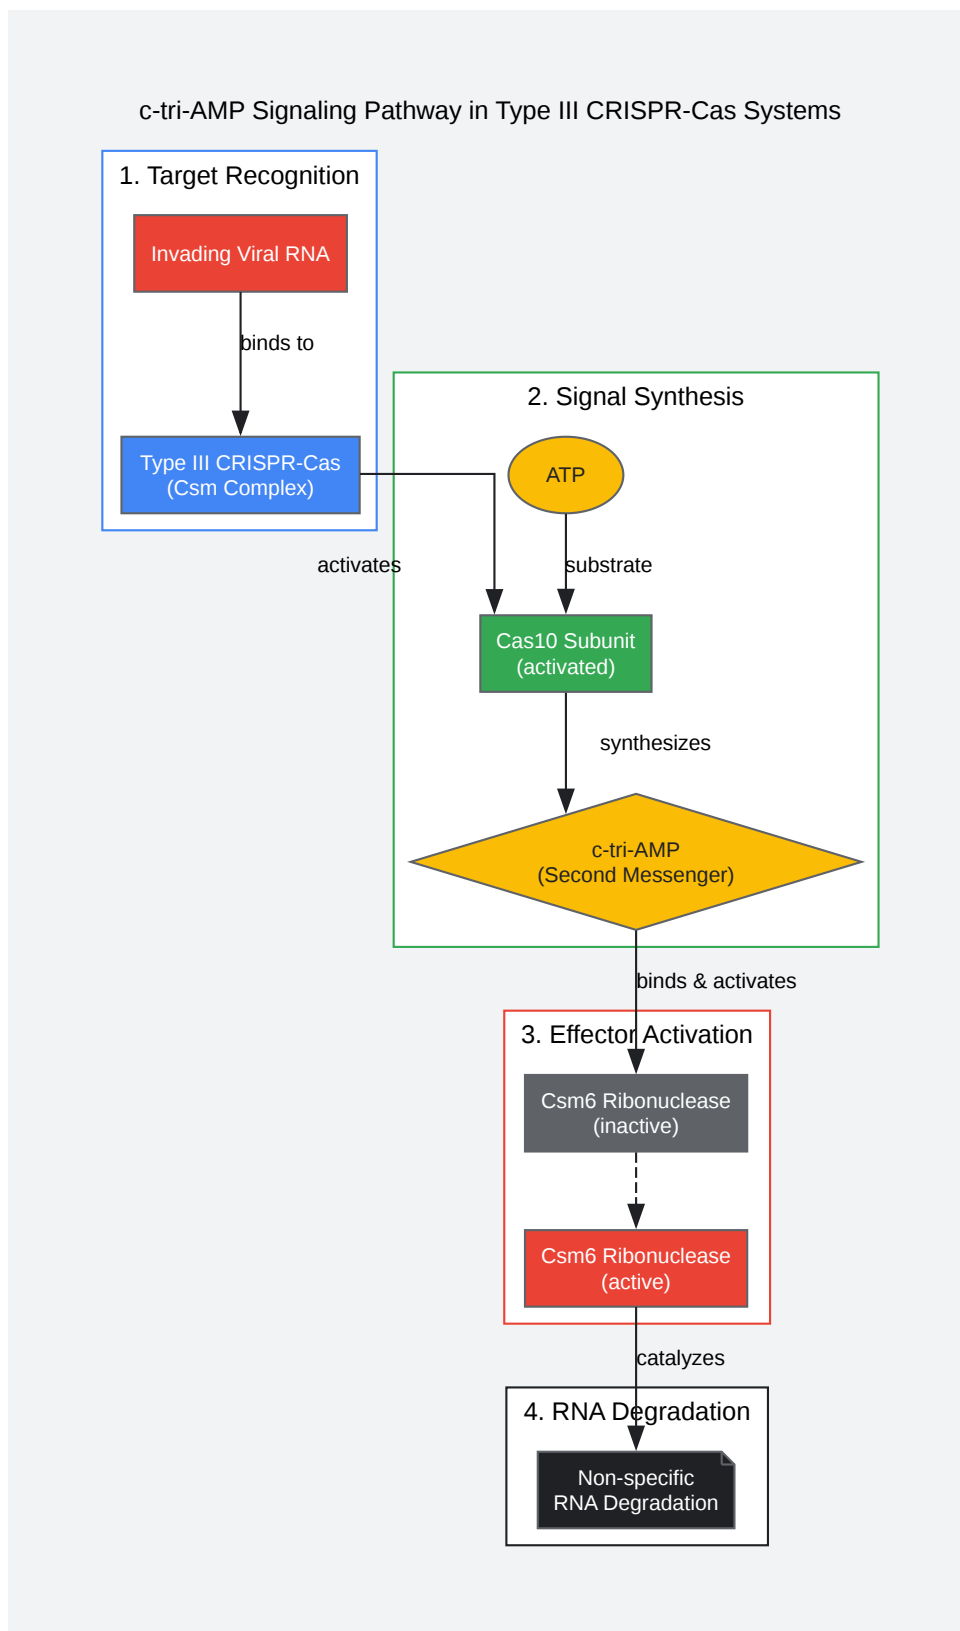 c-tri-AMP Signaling Pathway in Type III CRISPR-Cas Systems
1. Target Recognition
Invading Viral RNA
binds to
Type III CRISPR-Cas
(Csm Complex)
activates
2. Signal Synthesis
ATP
substrate
Cas10 Subunit
(activated)
synthesizes
c-tri-AMP
(Second Messenger)
binds & activates
3. Effector Activation
Csm6 Ribonuclease
(inactive)
Csm6 Ribonuclease
(active)
catalyzes
4. RNA Degradation
Non-specific
RNA Degradation